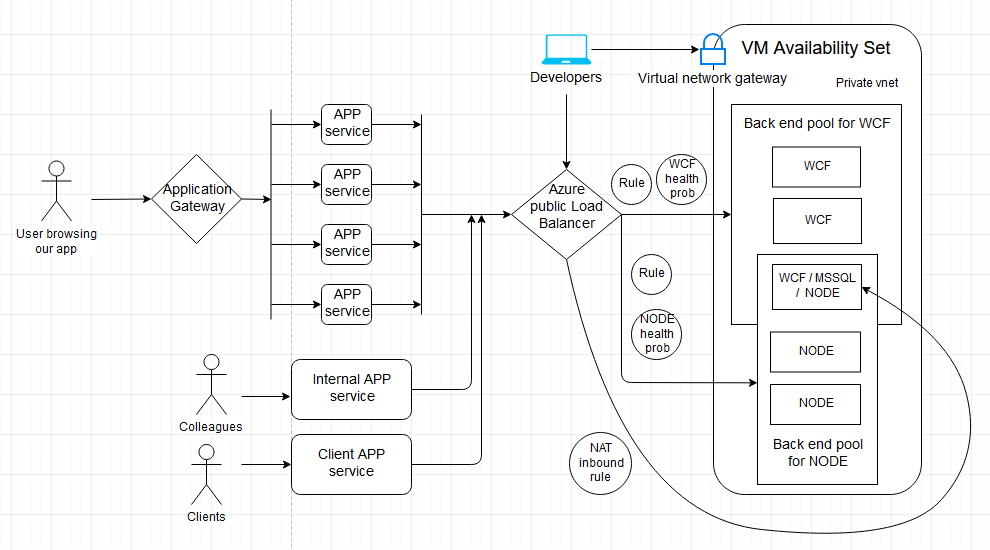 VM Availability Set
Developers
Virtual network gateway
Private vnet
APP
service
Back end pool for WCF
WCF
health
prob
Rule
WCF
Application
Gateway
APP
service
Azure
public Load
Balancer
WCF
User browsing
our app
APP
service
Rule
WCF / MSSQL
/ NODE
APP
service
NODE
health
prob
NODE
Internal APP
service
NODE
Colleagues
Client APP
service
NAT
inbound
rule
Back end pool
for NODE
Clients